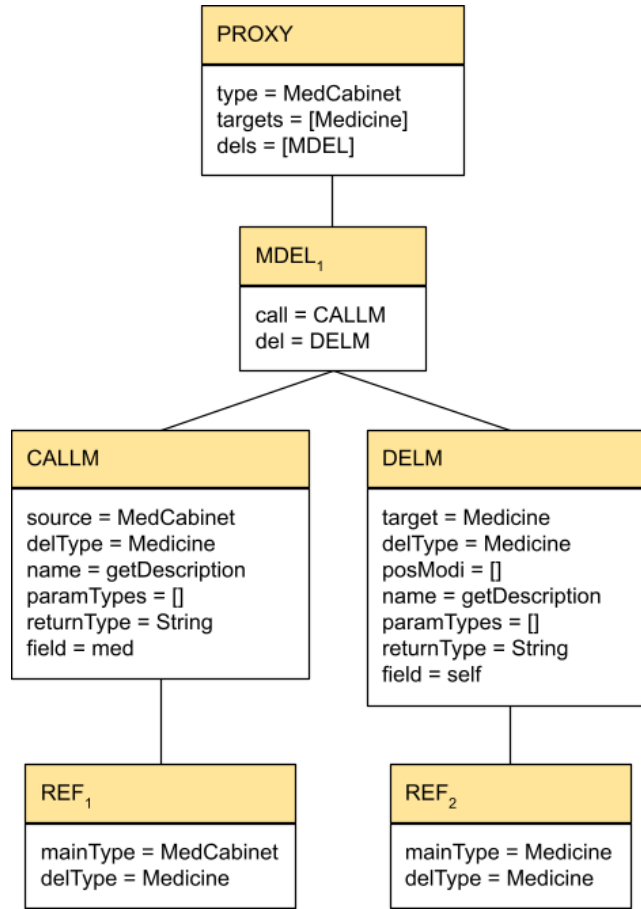 PROXY
type = MedCabinet
targets = [Medicine]
dels = [MDEL]
MDEL₁
call = CALLM
del = DELM
CALLM
source = MedCabinet
delType = Medicine
name = getDescription
paramTypes = []
returnType = String
field = med
DELM
target = Medicine
delType = Medicine
posModi = []
name = getDescription
paramTypes = []
returnType = String
field = self
REF₁
mainType = MedCabinet
delType = Medicine
REF₂
mainType = Medicine
delType = Medicine